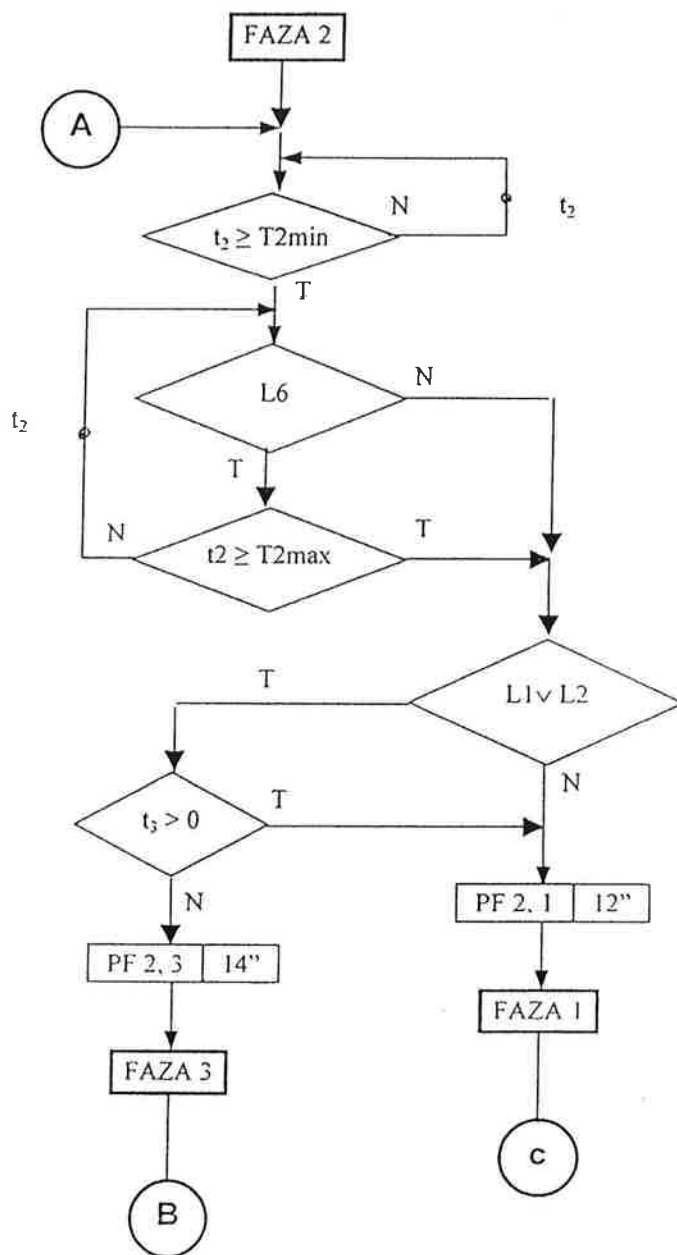 FAZA 2
A
N
t₂
t₂ ≥ T2min
T
L6
N
t₂
T
N
t2 ≥ T2max
T
T
L1 ∨ L2
t₃ > 0
T
N
N
PF 2, 1 12”
PF 2, 3 14”
FAZA 1
FAZA 3
C
B